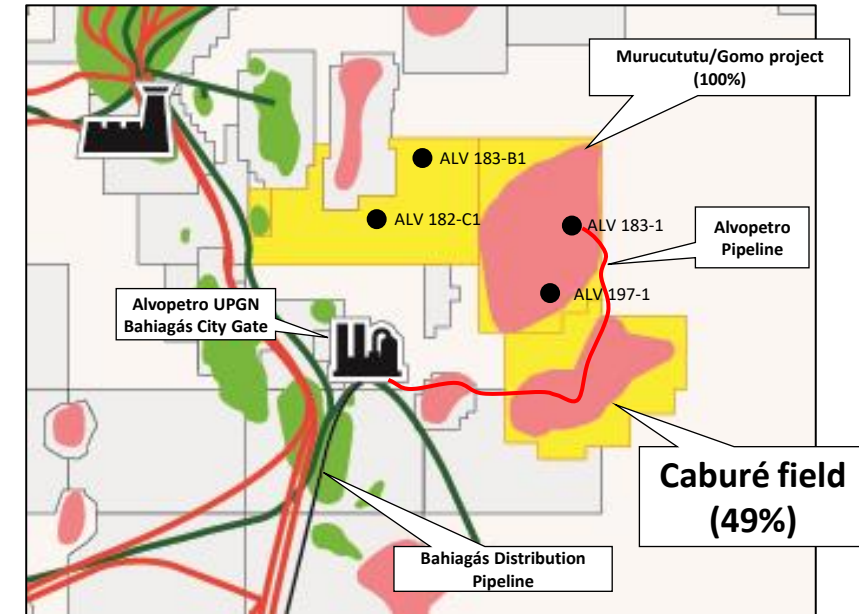 Murucututu/Gomo project
(100%)
ALV 183-B1
ALV 182-C1
ALV 183-1
Alvopetro
Pipeline
ALV 197-1
Alvopetro UPGN
Bahiagás City Gate
Caburé field
(49%)
Bahiagás Distribution
Pipeline